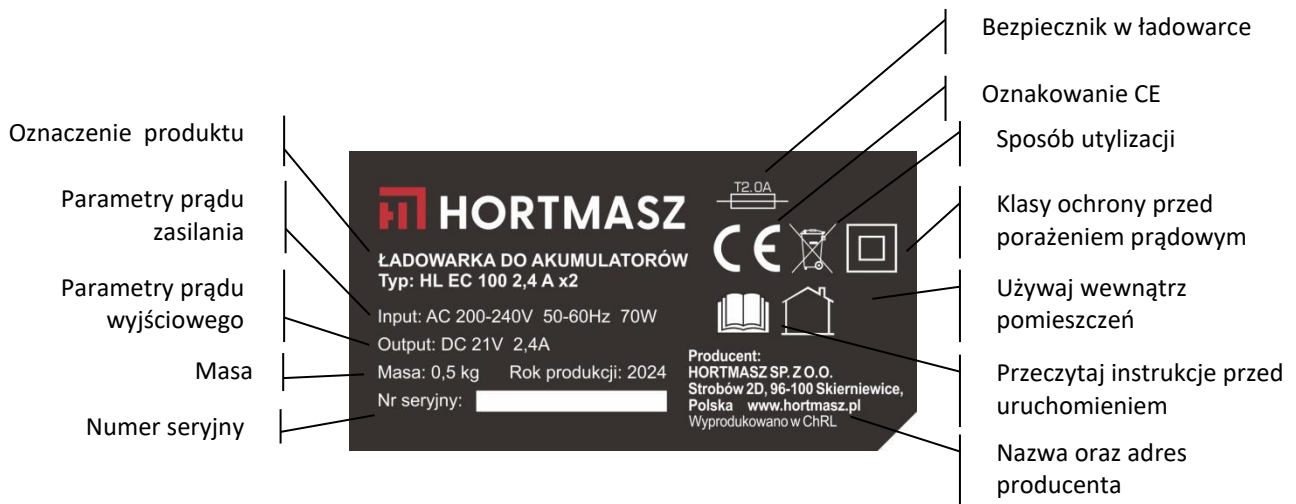 Bezpiecznik w ładowarce
Oznakowanie CE
Sposób utylizacji
Klasy ochrony przed
porażeniem prądowym
Używaj wewnątrz
pomieszczeń
Przeczytaj instrukcje przed
uruchomieniem
Nazwa oraz adres
producenta
Oznaczenie produktu
Parametry prądu
zasilania
Parametry prądu
wyjściowego
Masa
Numer seryjny
HORTMASZ
ŁADOWARKA DO AKUMULATORÓW
Typ: HL EC 100 2,4 A x2
Input: AC 200-240V 50-60Hz 70W
Output: DC 21V 2,4A
Masa: 0,5 kg Rok produkcji: 2024
Nr seryjny:
T2.0A
CE
Producent:
HORTMASZ SP. Z O.O.
Strobów 2D, 96-100 Skierniewice,
Polska www.hortmasz.pl
Wyprodukowano w ChRL